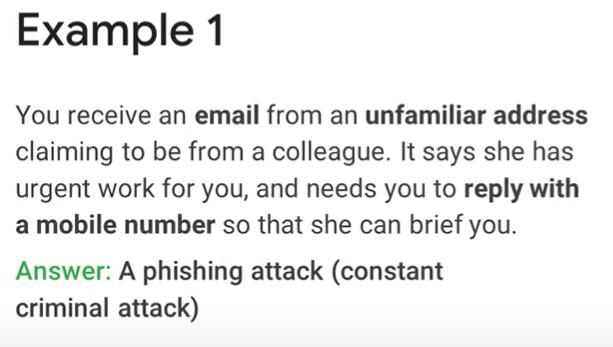 Example 1
You receive an email from an unfamiliar address
claiming to be from a colleague. It says she has
urgent work for you, and needs you to reply with
a mobile number so that she can brief you.
Answer: A phishing attack (constant
criminal attack)